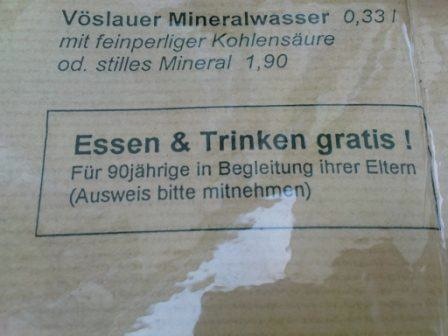 Vöslauer Mineralwasser 0,33 l
mit feinperliger Kohlensäure
od. stilles Mineral 1,90
Essen & Trinken gratis !
Für 90jährige in Begleitung ihrer Eltern
(Ausweis bitte mitnehmen)